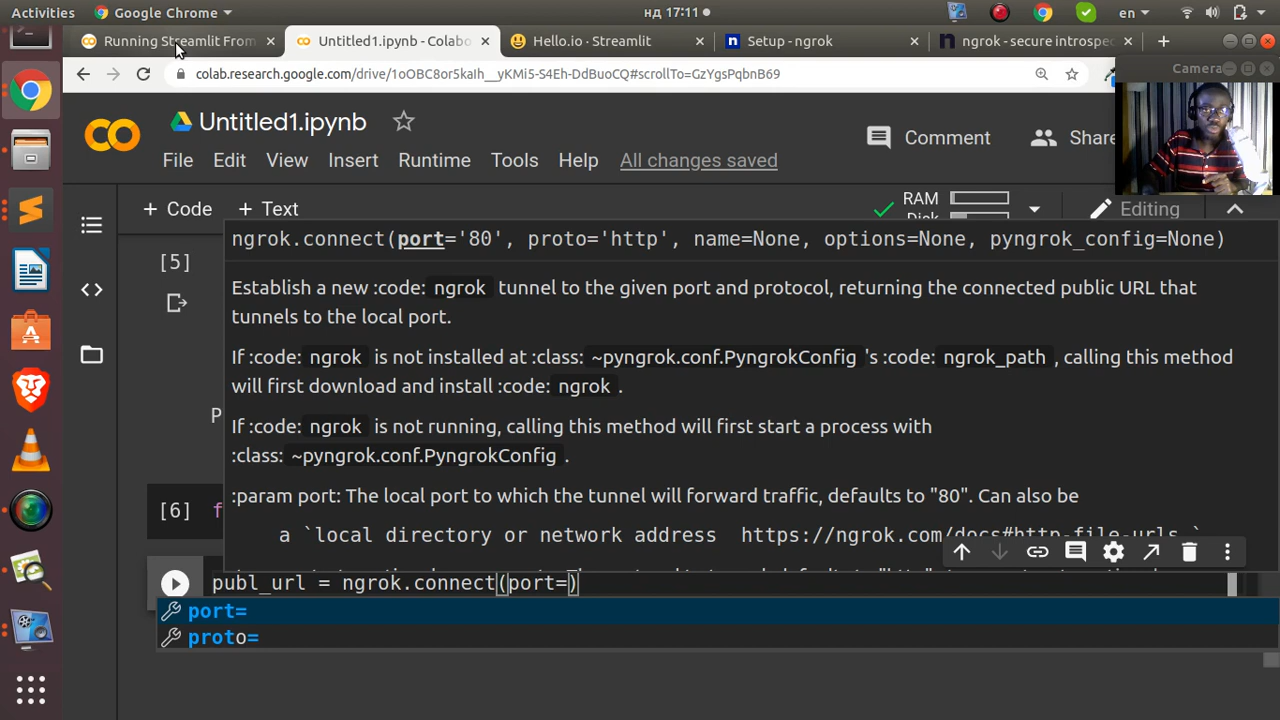 Activities
Google Chrome
нд 17:11
en
Running Streamlit From
Untitled1.ipynb - Colabo
Hello.io · Streamlit
Setup - ngrok
ngrok - secure introspec
colab.research.google.com/drive/1oOBC8or5kaIh__yKMi5-S4Eh-DdBuoCQ#scrollTo=GzYgsPqbnB69
Camera
Untitled1.ipynb
File Edit View Insert Runtime Tools Help All changes saved
Comment
Share
+ Code + Text
RAM
Disk
Editing
ngrok.connect(port='80', proto='http', name=None, options=None, pyngrok_config=None)
[5]
Establish a new :code: ngrok tunnel to the given port and protocol, returning the connected public URL that
tunnels to the local port.
If :code: ngrok is not installed at :class: ~pyngrok.conf.PyngrokConfig 's :code: ngrok_path , calling this method
will first download and install :code: ngrok .
If :code: ngrok is not running, calling this method will first start a process with
:class: ~pyngrok.conf.PyngrokConfig .
:param port: The local port to which the tunnel will forward traffic, defaults to "80". Can also be
a `local directory or network address https://ngrok.com/docs#http-file-urls `
[6]
publ_url = ngrok.connect(port=)
port=
proto=